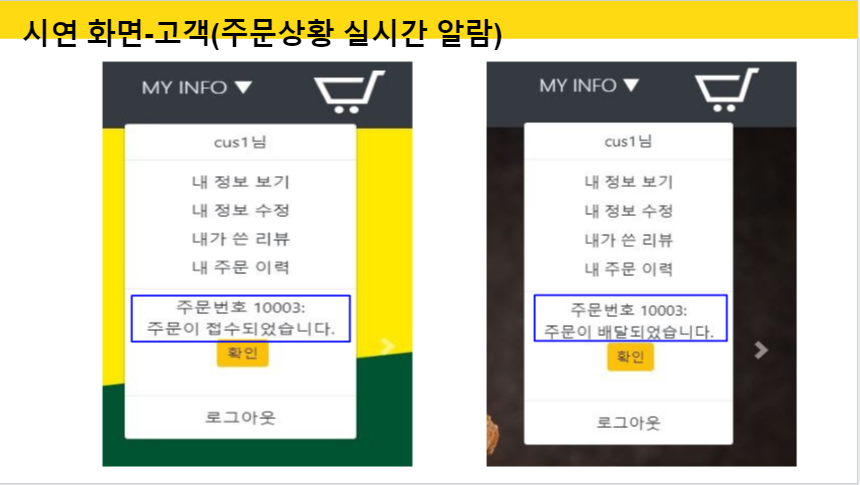 시연 화면-고객(주문상황 실시간 알람)
MY INFO ▼
cus1님
내 정보 보기
내 정보 수정
내가 쓴 리뷰
내 주문 이력
주문번호 10003:
주문이 접수되었습니다.
확인
로그아웃
MY INFO ▼
cus1님
내 정보 보기
내 정보 수정
내가 쓴 리뷰
내 주문 이력
주문번호 10003:
주문이 배달되었습니다.
확인
로그아웃